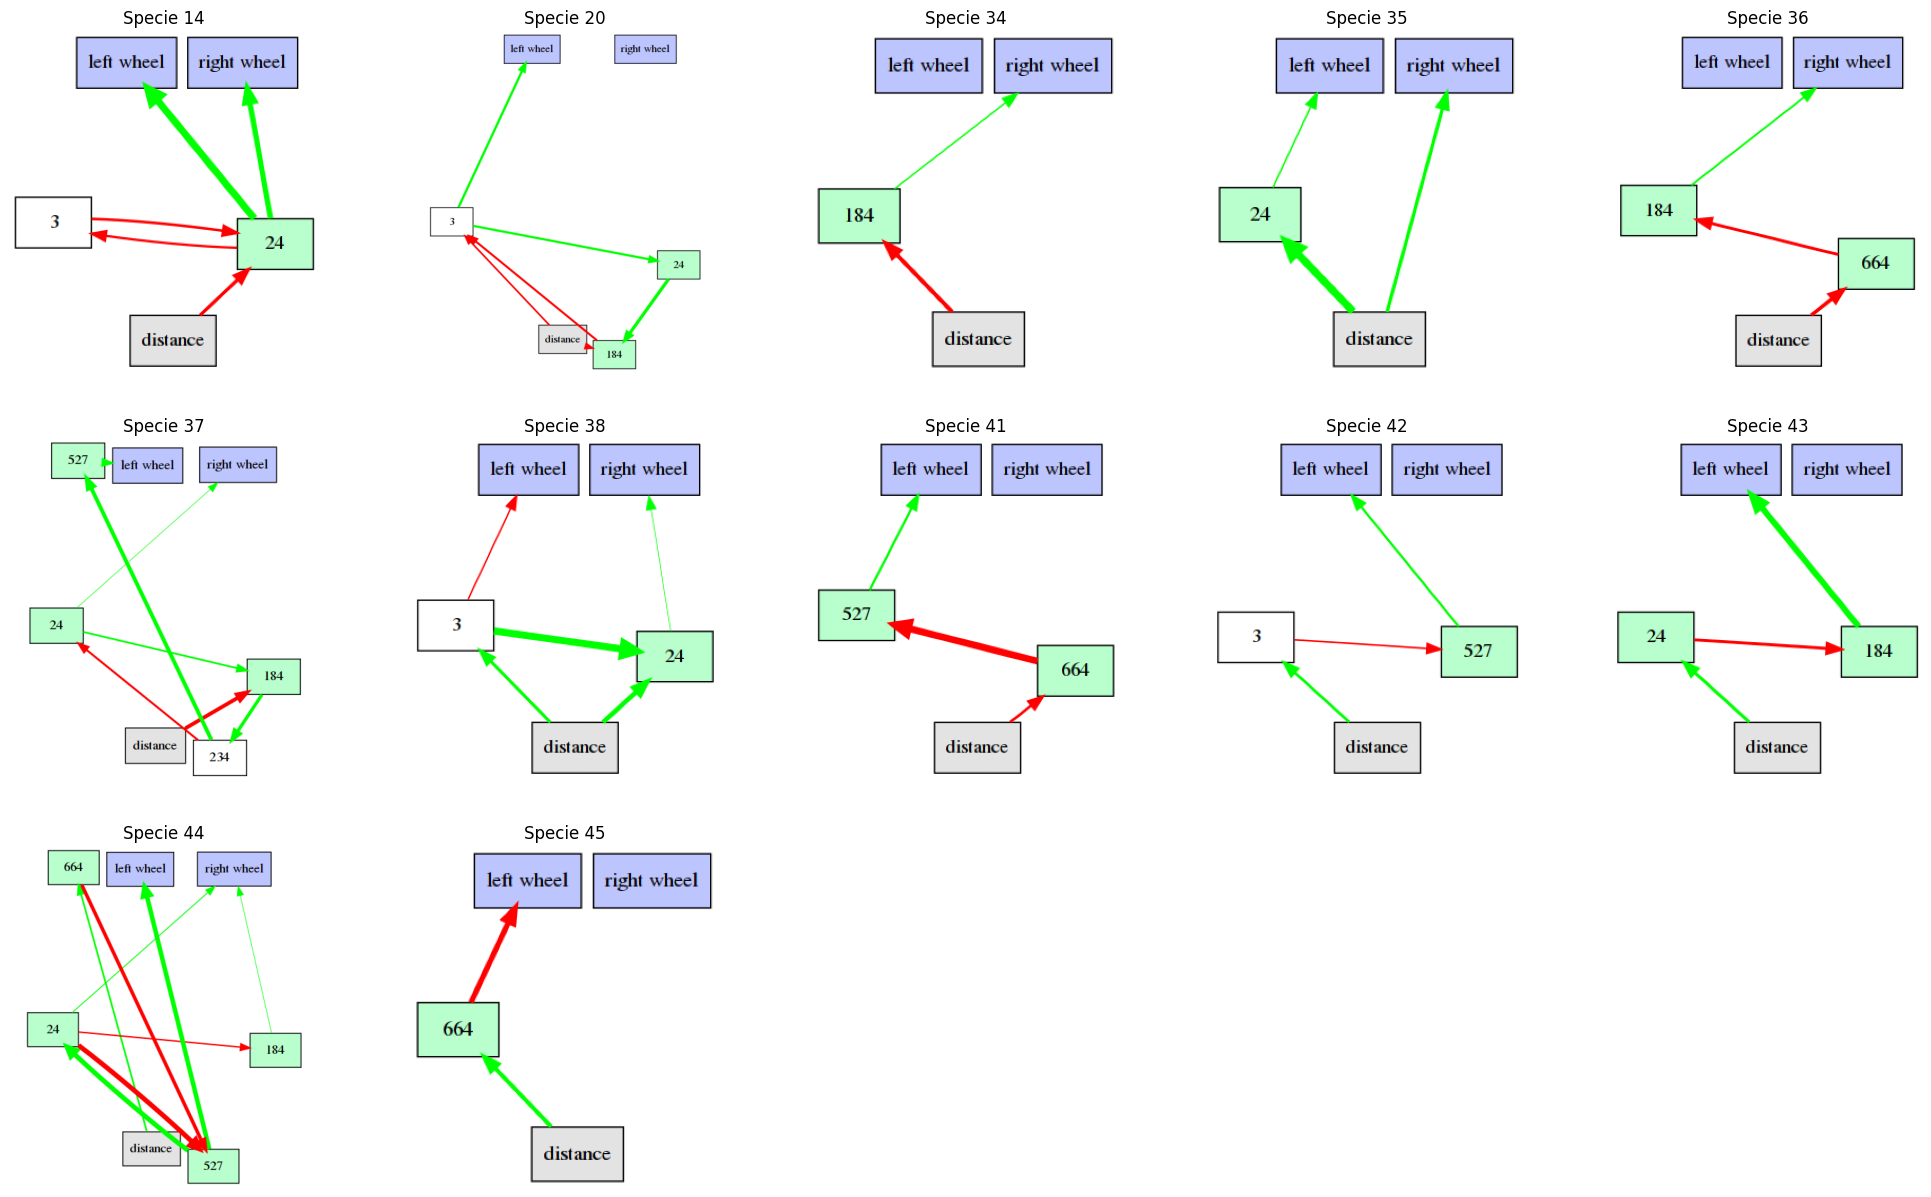 Specie 14
left wheel
right wheel
3
24
distance
Specie 20
left wheel
right wheel
3
24
distance
184
Specie 34
left wheel
right wheel
184
distance
Specie 35
left wheel
right wheel
24
distance
Specie 36
left wheel
right wheel
184
664
distance
Specie 37
527
left wheel
right wheel
24
184
distance
234
Specie 38
left wheel
right wheel
3
24
distance
Specie 41
left wheel
right wheel
527
664
distance
Specie 42
left wheel
right wheel
3
527
distance
Specie 43
left wheel
right wheel
24
184
distance
Specie 44
664
left wheel
right wheel
24
184
distance
527
Specie 45
left wheel
right wheel
664
distance